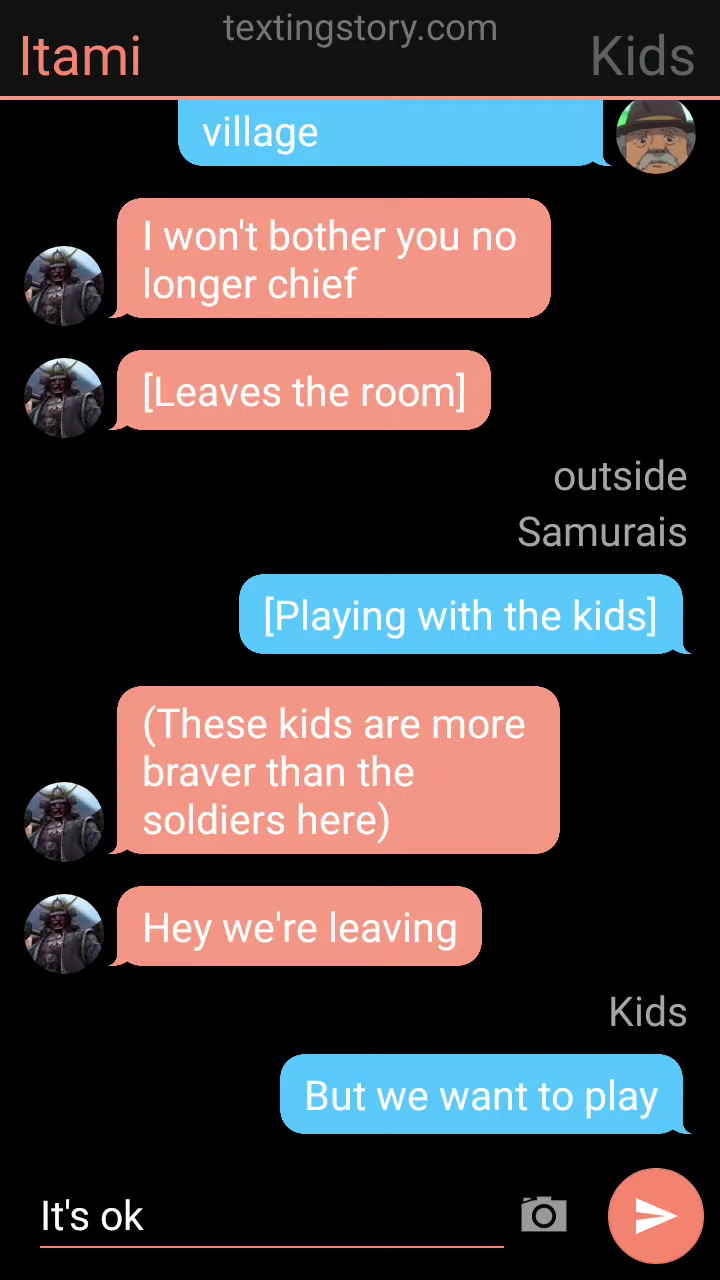 textingstory.com
Itami
Kids
village
I won't bother you no
longer chief
[Leaves the room]
outside
Samurais
[Playing with the kids]
(These kids are more
braver than the
soldiers here)
Hey we're leaving
Kids
But we want to play
It's ok